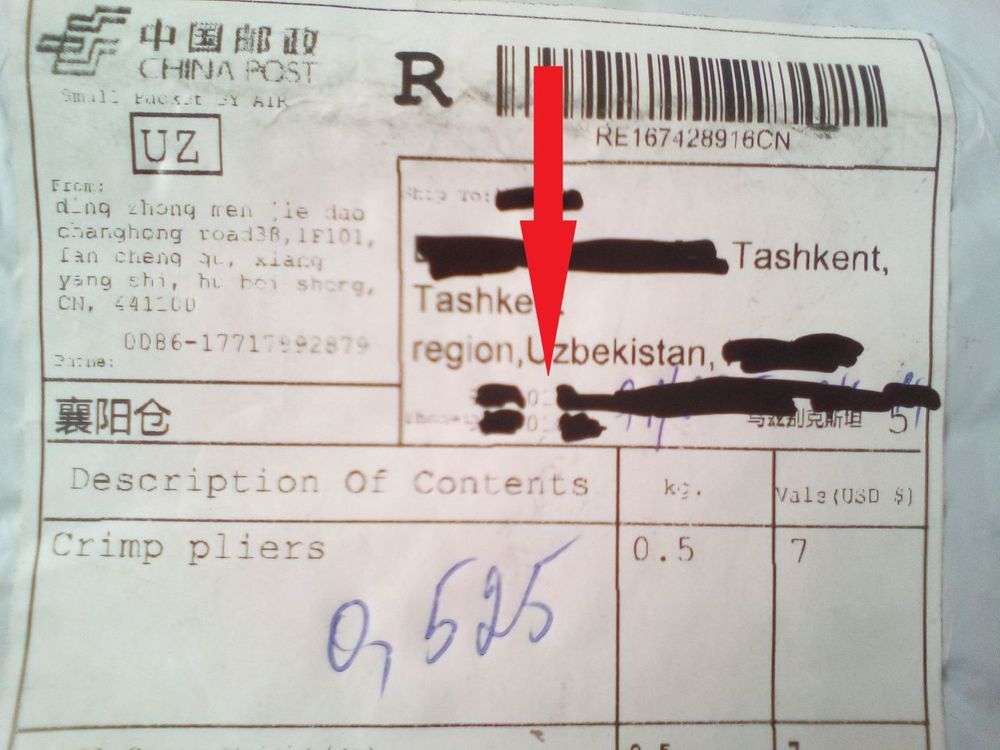 中国邮政
CHINA POST
Small Packet BY AIR
UZ
R
RE167428916CN
From:
ding zhong men jie dao
changhong road38,1F101,
fan cheng qu, xiang
yang shi, hu bei sheng,
CN, 441100
0086-17717992879
Phone:
襄阳仓
Ship To:
Tashkent,
region,Uzbekistan,
乌兹别克斯坦 5
Description Of Contents kg. Vals(USD $)
Crimp pliers 0.5 7
0,525